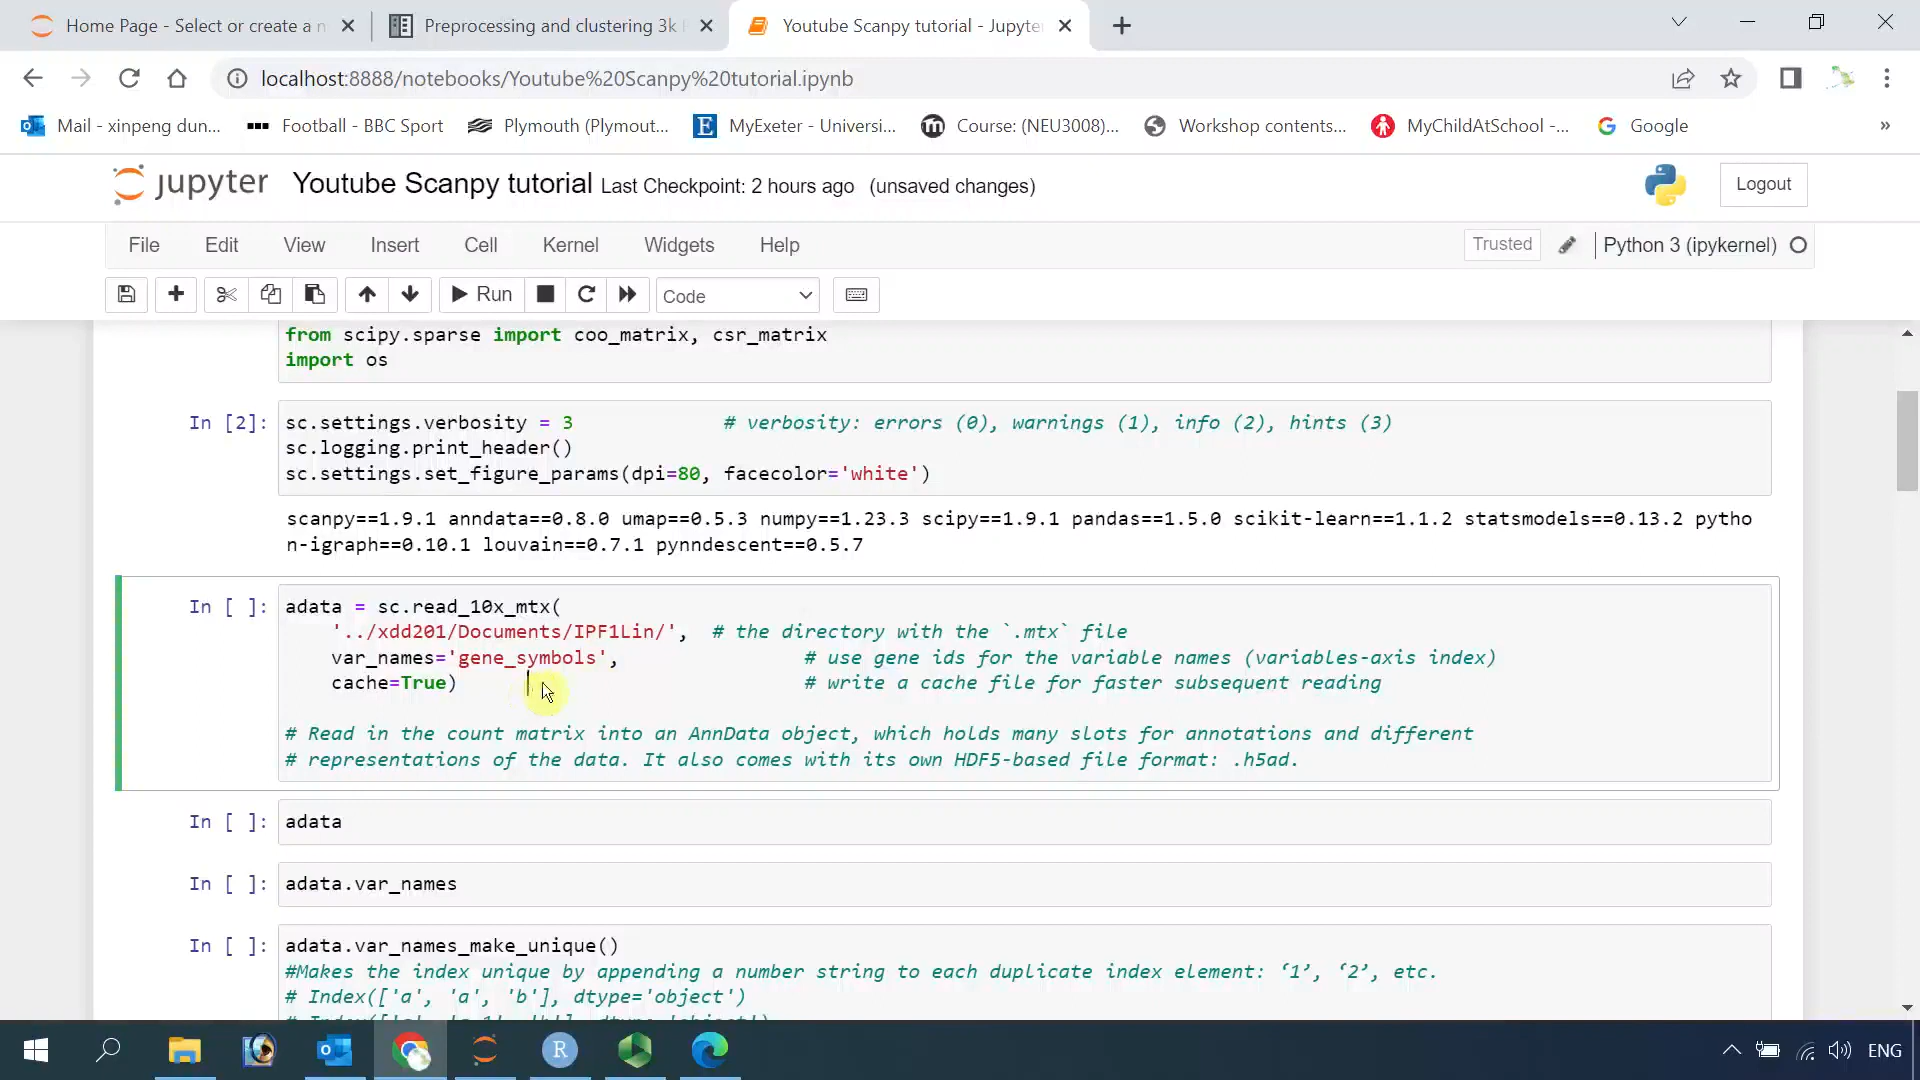 Home Page - Select or create a n
Preprocessing and clustering 3k
Youtube Scanpy tutorial - Jupyte
localhost:8888/notebooks/Youtube%20Scanpy%20tutorial.ipynb
Mail - xinpeng dun...
Football - BBC Sport
Plymouth (Plymout...
E MyExeter - Universi...
m Course: (NEU3008)...
Workshop contents...
MyChildAtSchool -...
G Google
»
jupyter Youtube Scanpy tutorial Last Checkpoint: 2 hours ago (unsaved changes)
Logout
File Edit View Insert Cell Kernel Widgets Help
Trusted
Python 3 (ipykernel)
Run
Code
from scipy.sparse import coo_matrix, csr_matrix
import os
In [2]: sc.settings.verbosity = 3 # verbosity: errors (0), warnings (1), info (2), hints (3)
sc.logging.print_header()
sc.settings.set_figure_params(dpi=80, facecolor='white')
scanpy==1.9.1 anndata==0.8.0 umap==0.5.3 numpy==1.23.3 scipy==1.9.1 pandas==1.5.0 scikit-learn==1.1.2 statsmodels==0.13.2 pytho
n-igraph==0.10.1 louvain==0.7.1 pynndescent==0.5.7
In [ ]: adata = sc.read_10x_mtx(
'../xdd201/Documents/IPF1Lin/', # the directory with the `.mtx` file
var_names='gene_symbols', # use gene ids for the variable names (variables-axis index)
cache=True) # write a cache file for faster subsequent reading
# Read in the count matrix into an AnnData object, which holds many slots for annotations and different
# representations of the data. It also comes with its own HDF5-based file format: .h5ad.
In [ ]: adata
In [ ]: adata.var_names
In [ ]: adata.var_names_make_unique()
#Makes the index unique by appending a number string to each duplicate index element: ‘1’, ‘2’, etc.
# Index(['a', 'a', 'b'], dtype='object')
R
ENG